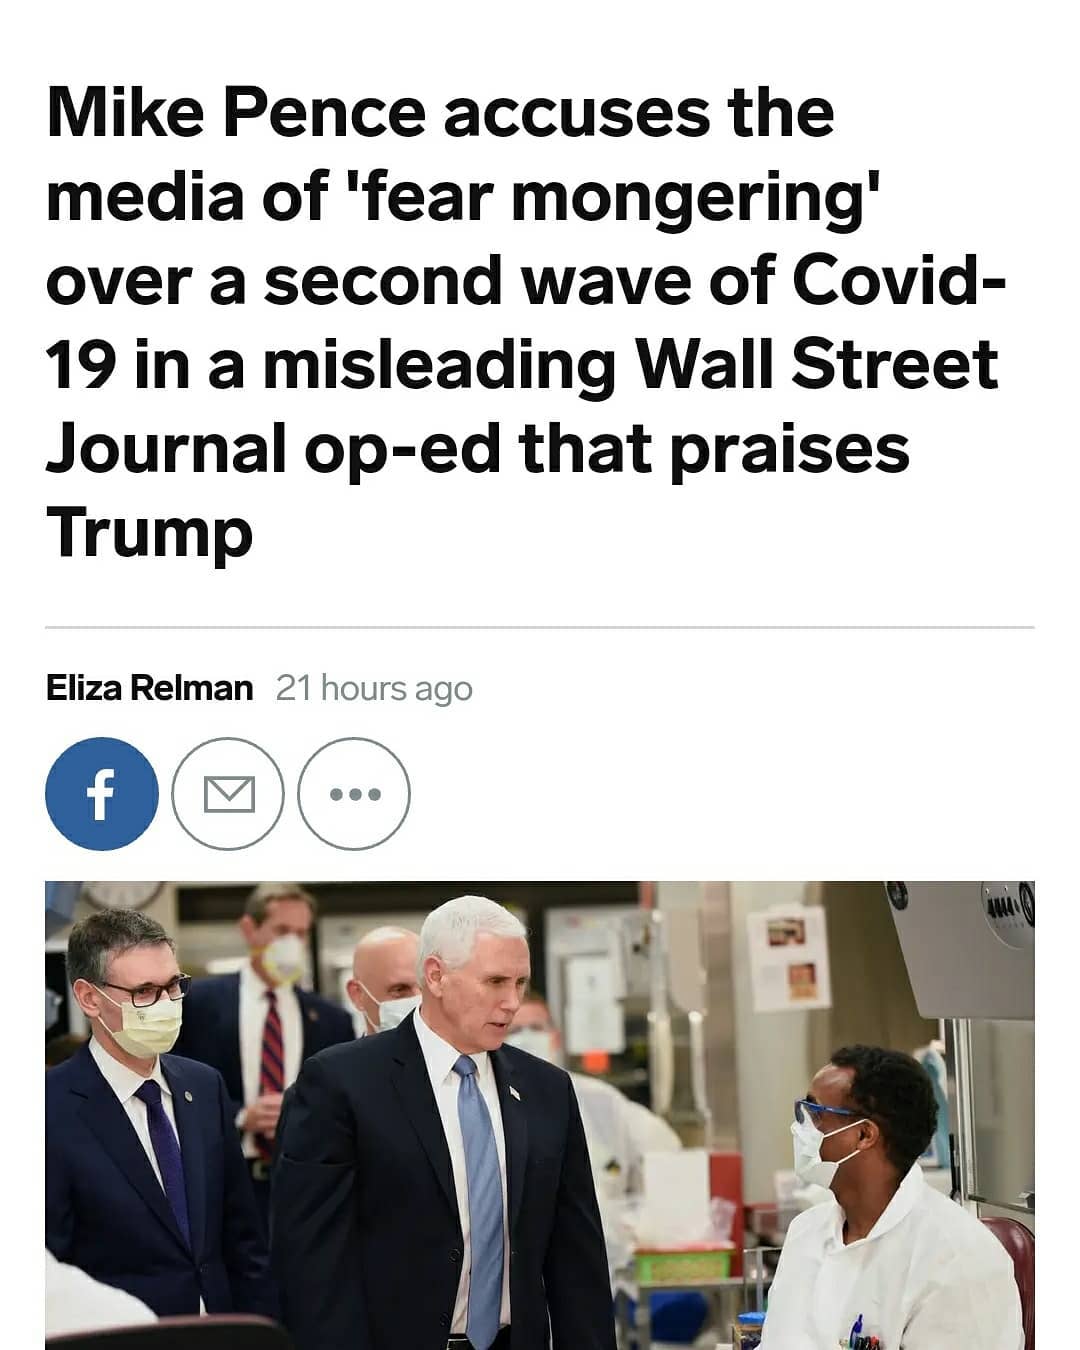 Mike Pence accuses the
media of 'fear mongering'
over a second wave of Covid-
19 in a misleading Wall Street
Journal op-ed that praises
Trump
Eliza Relman 21 hours ago
f